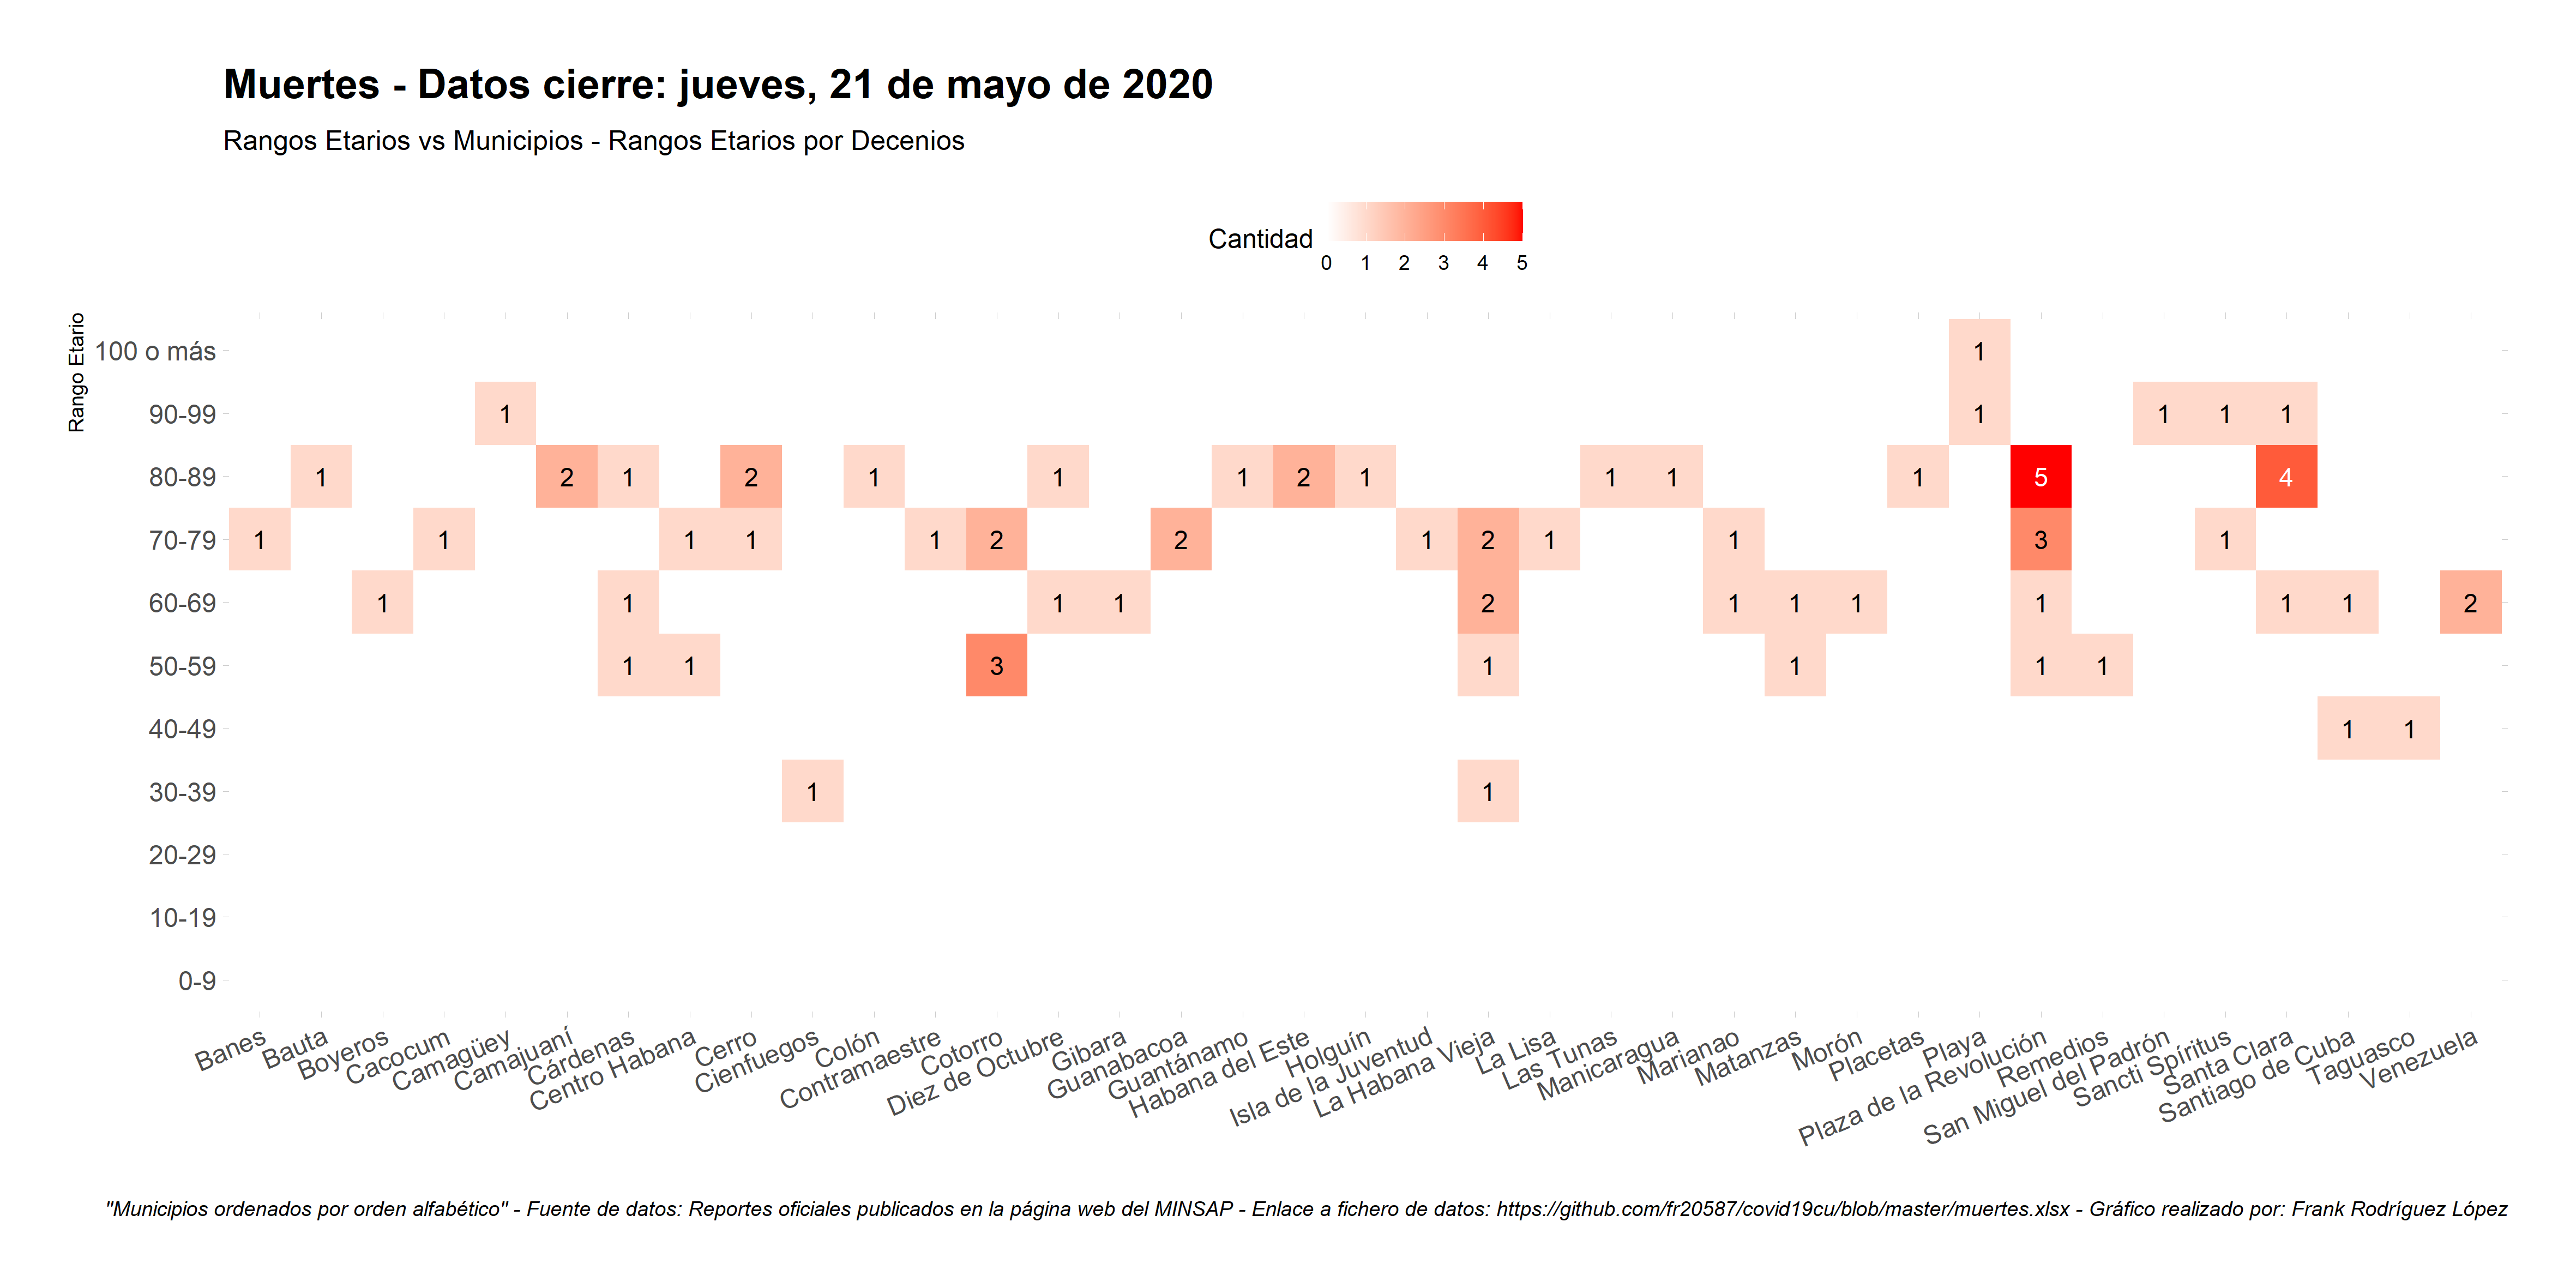 Muertes - Datos cierre: jueves, 21 de mayo de 2020
Rangos Etarios vs Municipios - Rangos Etarios por Decenios
Cantidad
0 1 2 3 4 5
Rango Etario
100 o más 1
90-99 1 1 1 1 1
80-89 1 2 1 2 1 1 1 2 1 1 1 1 5 4
70-79 1 1 1 1 1 2 2 1 2 1 1 3 1
60-69 1 1 1 1 2 1 1 1 1 1 1 2
50-59 1 1 3 1 1 1 1
40-49 1 1
30-39 1 1
20-29
10-19
0-9
Banes
Bauta
Boyeros
Cacocum
Camagüey
Camajuaní
Cárdenas
Centro Habana
Cerro
Cienfuegos
Colón
Contramaestre
Cotorro
Diez de Octubre
Gibara
Guanabacoa
Guantánamo
Habana del Este
Holguín
Isla de la Juventud
La Habana Vieja
La Lisa
Las Tunas
Manicaragua
Marianao
Matanzas
Morón
Placetas
Playa
Plaza de la Revolución
Remedios
San Miguel del Padrón
Sancti Spíritus
Santa Clara
Santiago de Cuba
Taguasco
Venezuela
"Municipios ordenados por orden alfabético" - Fuente de datos: Reportes oficiales publicados en la página web del MINSAP - Enlace a fichero de datos: https://github.com/fr20587/covid19cu/blob/master/muertes.xlsx - Gráfico realizado por: Frank Rodríguez López